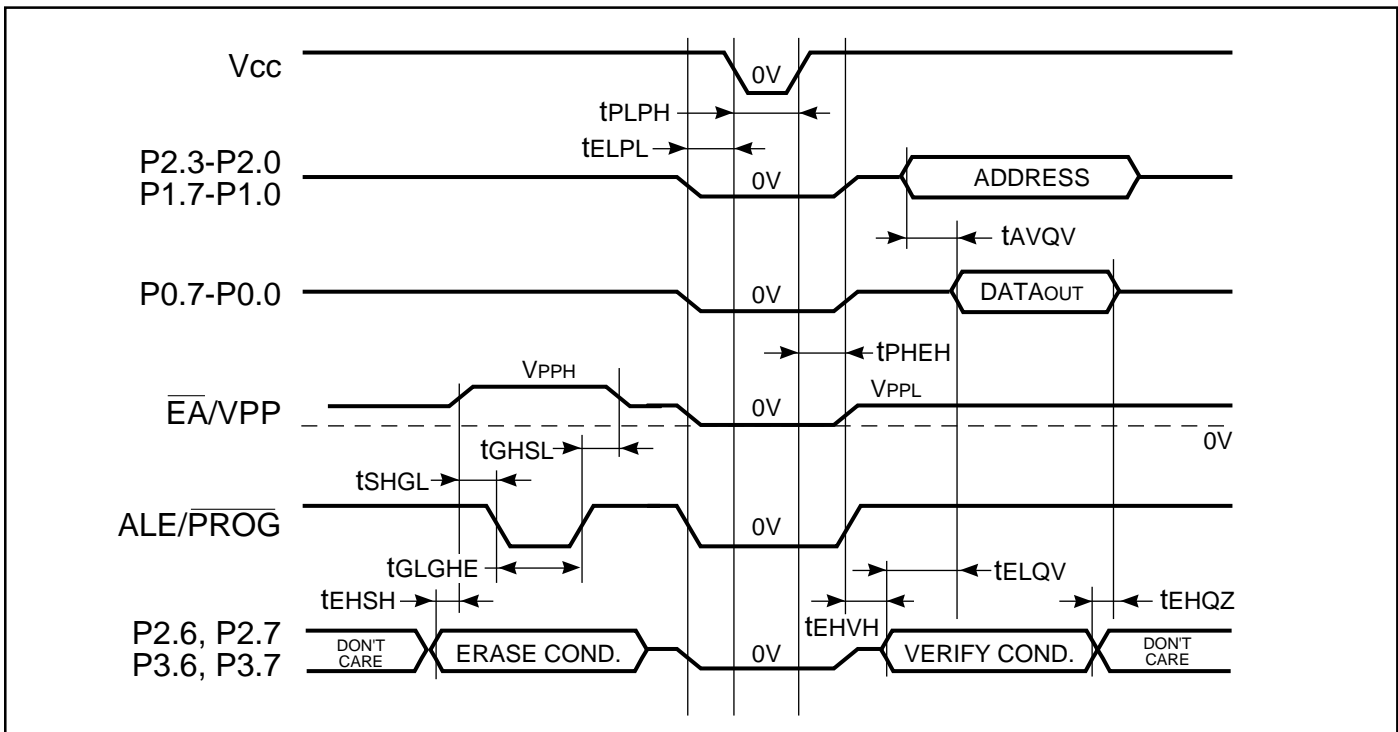 Vcc
0V
tPLPH
tELPL
P2.3-P2.0
P1.7-P1.0
0V
ADDRESS
tAVQV
P0.7-P0.0
0V
DATAOUT
tPHEH
VPPH
VPPL
EA/VPP
0V
0V
tGHSL
tSHGL
ALE/PROG
0V
tGLGHE
tELQV
tEHSH
tEHVH
tEHQZ
P2.6, P2.7
P3.6, P3.7
DON'T
CARE
ERASE COND.
0V
VERIFY COND.
DON'T
CARE